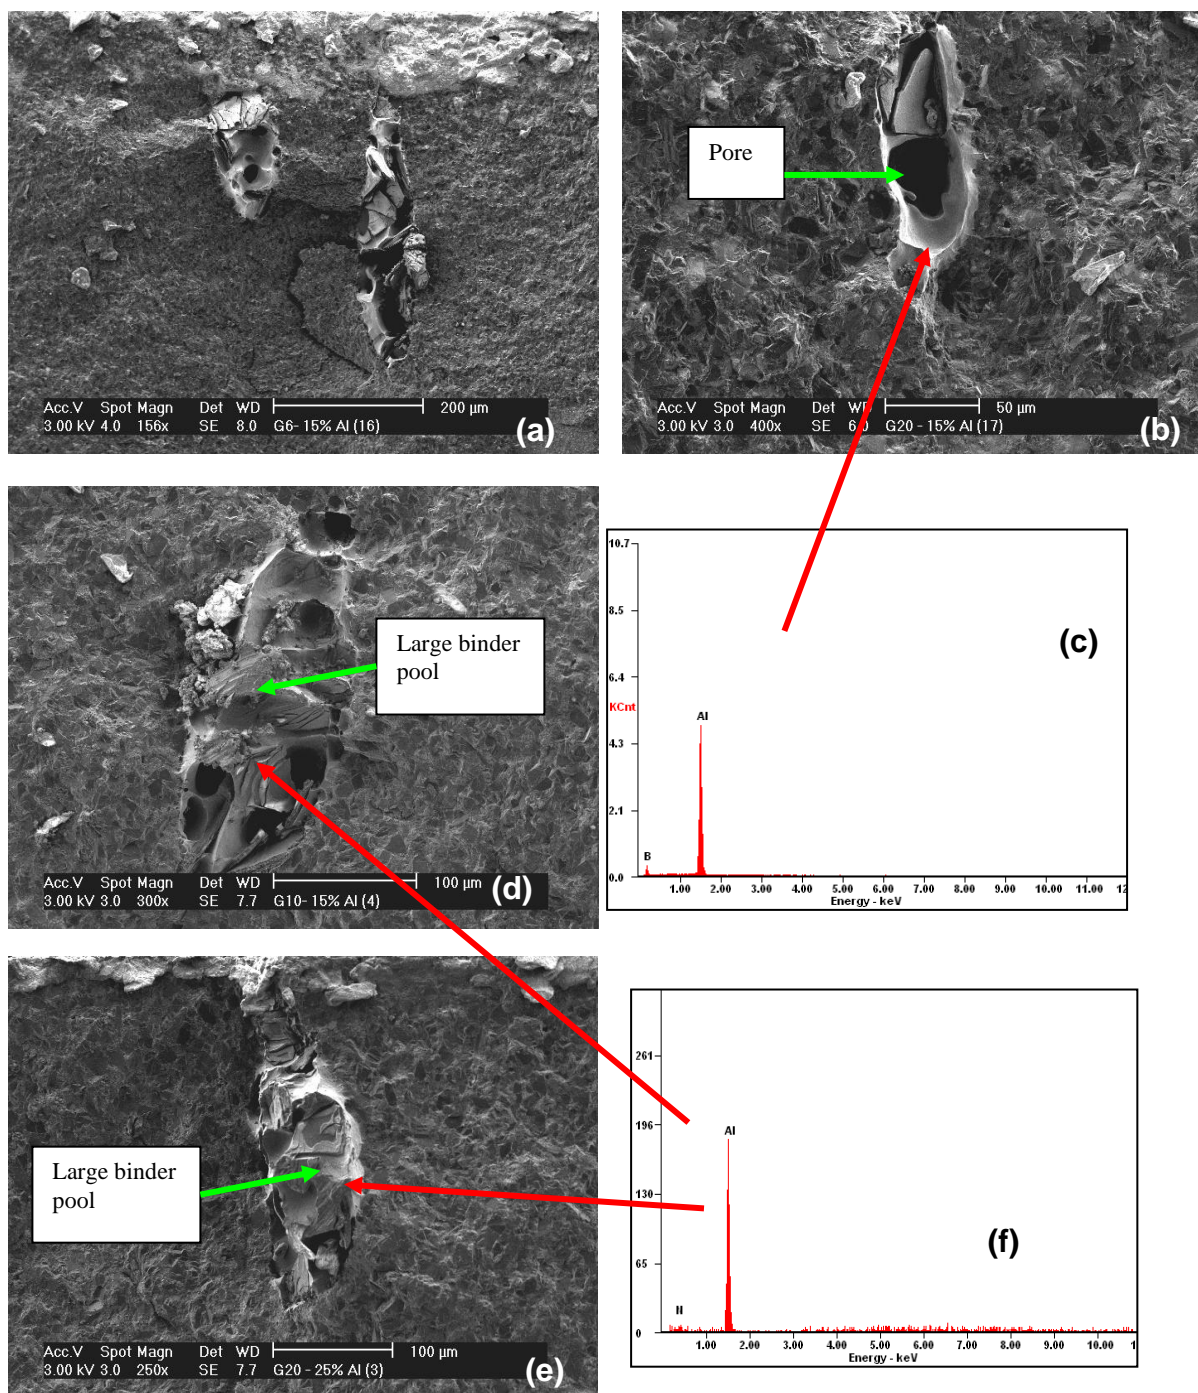 Acc.V Spot Magn Det WD 200 µm
3.00 kV 4.0 156x SE 8.0 G6- 15% Al (16)
(a)
Pore
Acc.V Spot Magn Det WD 50 µm
3.00 kV 3.0 400x SE 6.0 G20 - 15% Al (17)
(b)
Large binder
pool
Acc.V Spot Magn Det WD 100 µm
3.00 kV 3.0 300x SE 7.7 G10- 15% Al (4)
(d)
10.7
8.5
6.4
KCnt
4.3
2.1
0.0
Al
B
(c)
1.00 2.00 3.00 4.00 5.00 6.00 7.00 8.00 9.00 10.00 11.00 12
Energy - keV
Large binder
pool
Acc.V Spot Magn Det WD 100 µm
3.00 kV 3.0 250x SE 7.7 G20 - 25% Al (3)
(e)
261
196
130
65
0
Al
(f)
1.00 2.00 3.00 4.00 5.00 6.00 7.00 8.00 9.00 10.00
Energy - keV